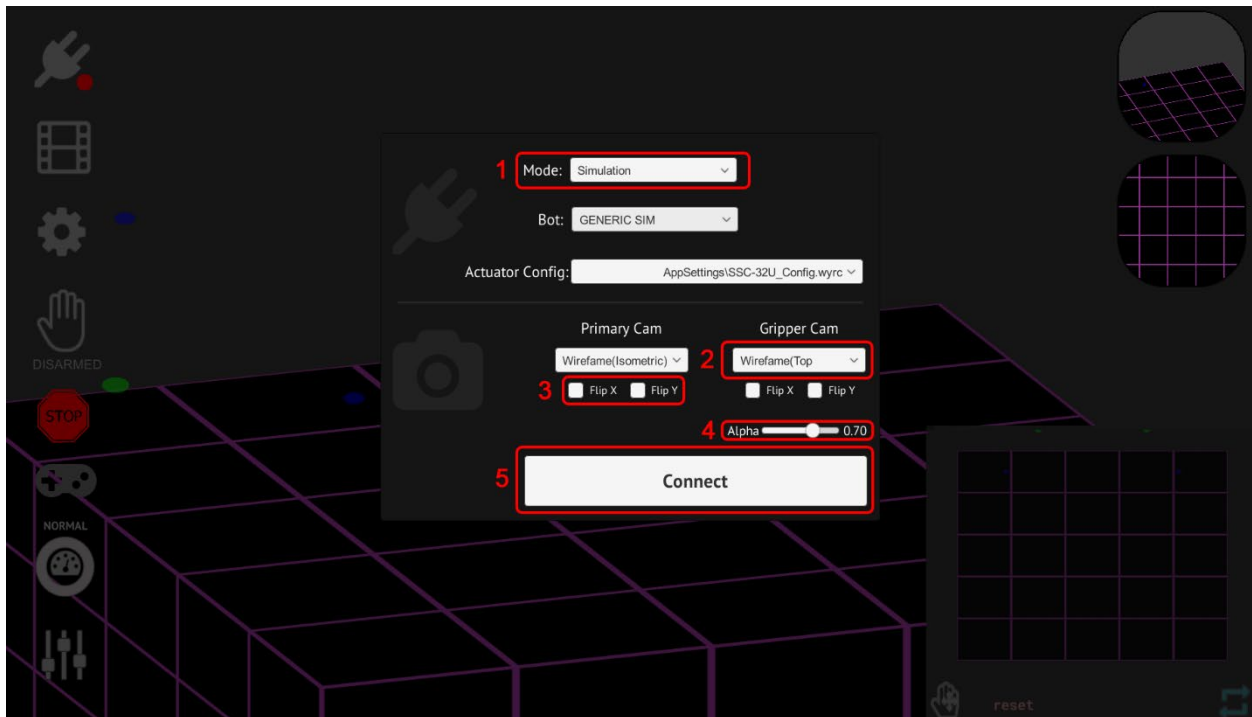 1 Mode: Simulation
Bot: GENERIC SIM
Actuator Config: AppSettings\SSC-32U_Config.wyrc
Primary Cam Gripper Cam
Wirefame(Isometric) 2 Wirefame(Top
3 Flip X Flip Y Flip X Flip Y
4 Alpha 0.70
5 Connect
DISARMED
STOP
NORMAL
reset